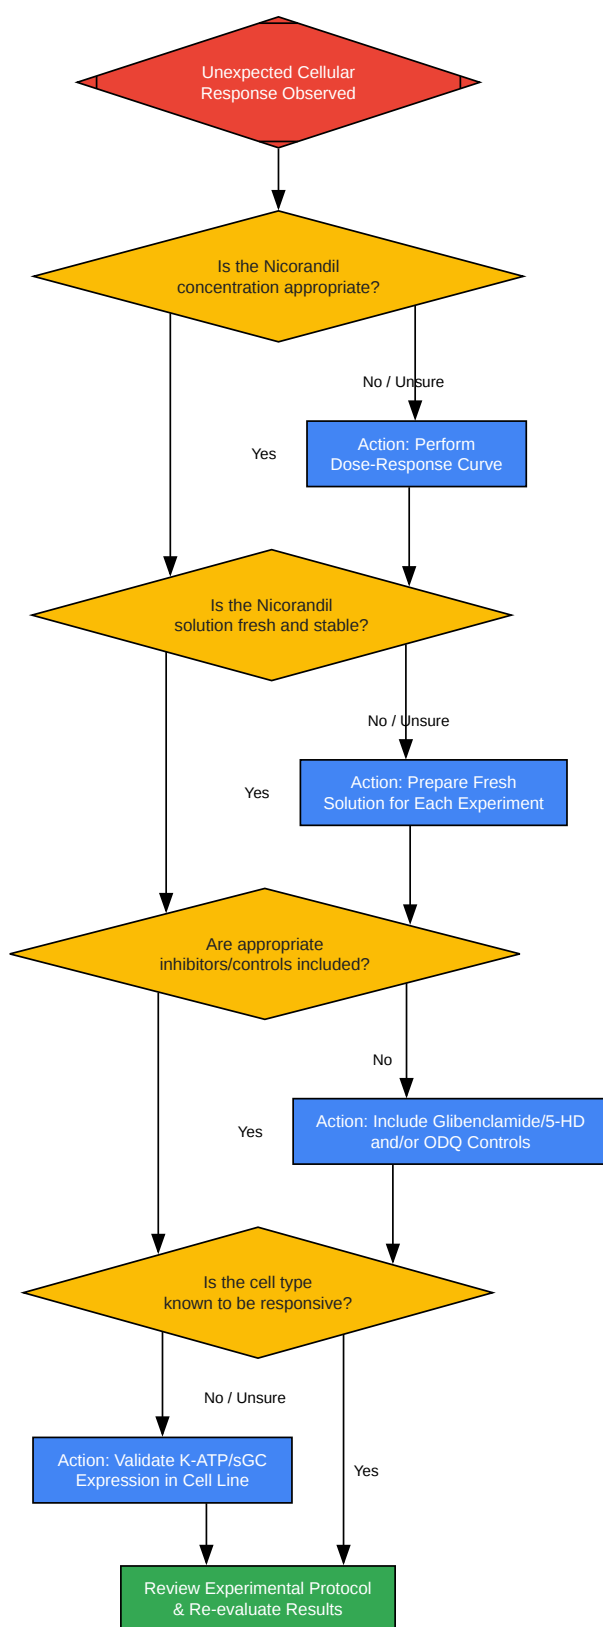 Unexpected Cellular
Response Observed
Is the Nicorandil
concentration appropriate?
No / Unsure
Action: Perform
Dose-Response Curve
Yes
Is the Nicorandil
solution fresh and stable?
No / Unsure
Action: Prepare Fresh
Solution for Each Experiment
Yes
Are appropriate
inhibitors/controls included?
No
Action: Include Glibenclamide/5-HD
and/or ODQ Controls
Yes
Is the cell type
known to be responsive?
No / Unsure
Action: Validate K-ATP/sGC
Expression in Cell Line
Yes
Review Experimental Protocol
& Re-evaluate Results